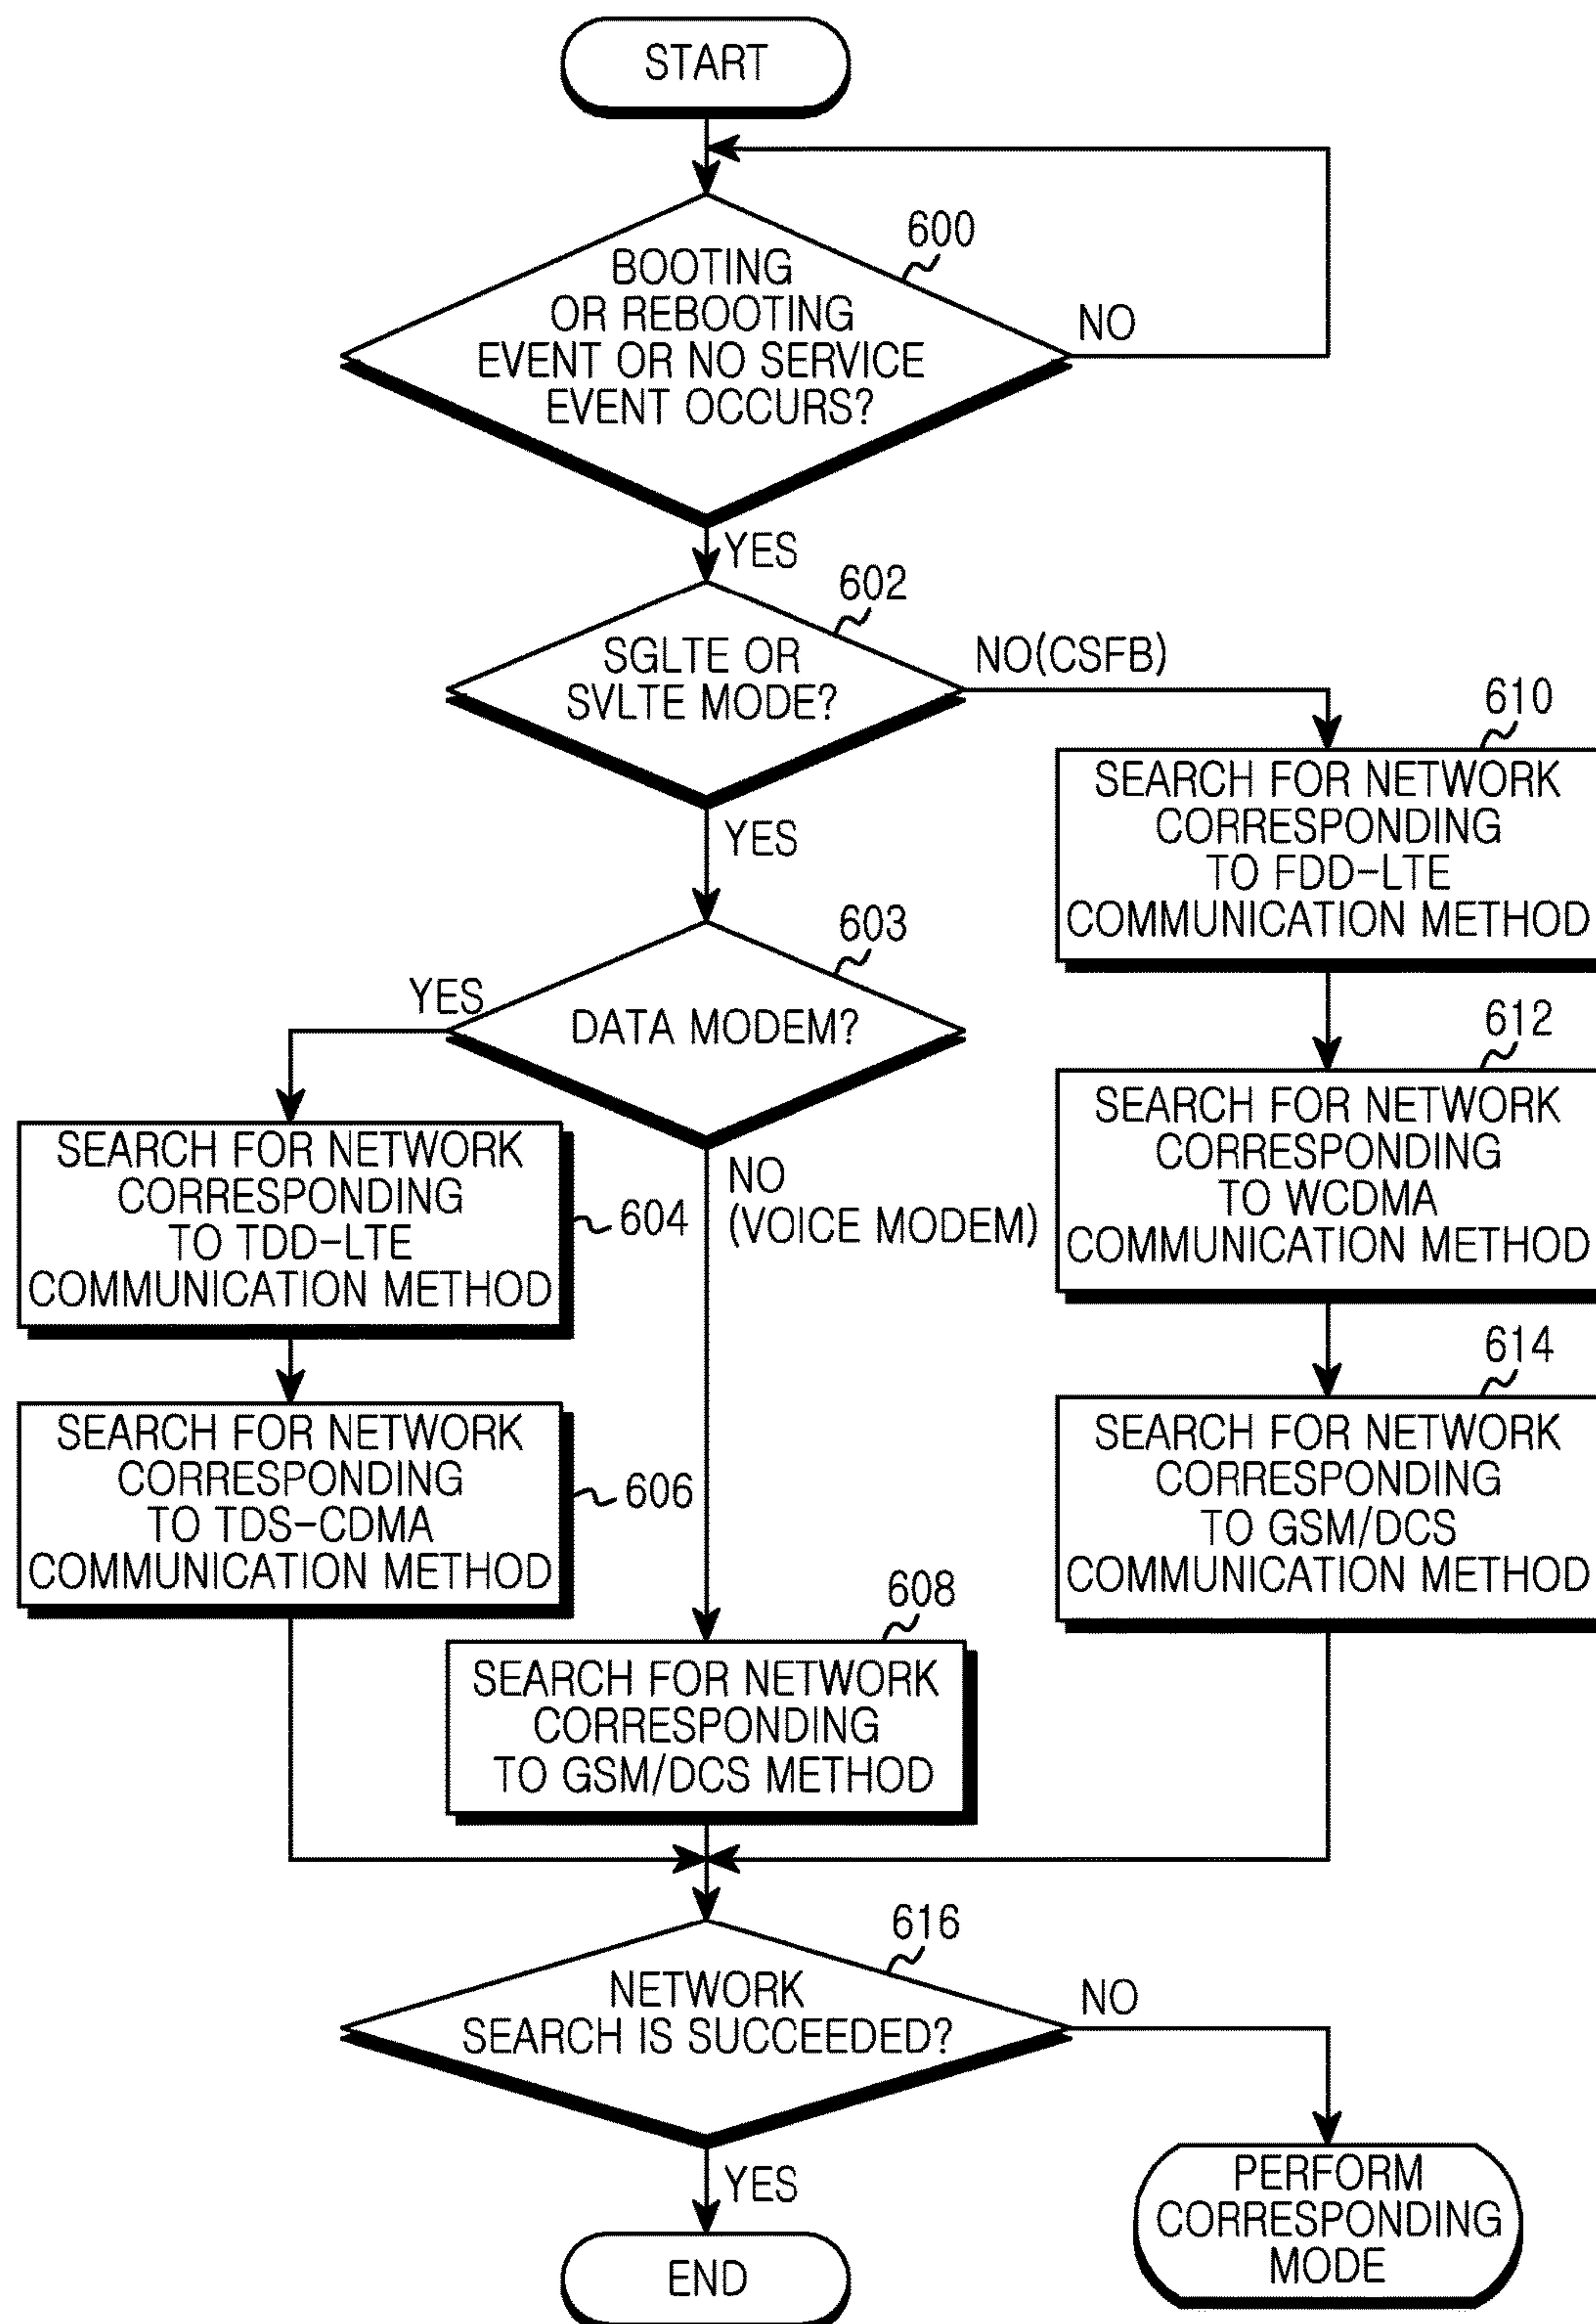 START
600
BOOTING
OR REBOOTING
EVENT OR NO SERVICE
EVENT OCCURS?
NO
YES
602
SGLTE OR
SVLTE MODE?
NO(CSFB)
YES
610
SEARCH FOR NETWORK
CORRESPONDING
TO FDD-LTE
COMMUNICATION METHOD
603
DATA MODEM?
YES
NO
(VOICE MODEM)
612
SEARCH FOR NETWORK
CORRESPONDING
TO WCDMA
COMMUNICATION METHOD
SEARCH FOR NETWORK
CORRESPONDING
TO TDD-LTE
COMMUNICATION METHOD
604
614
SEARCH FOR NETWORK
CORRESPONDING
TO GSM/DCS
COMMUNICATION METHOD
SEARCH FOR NETWORK
CORRESPONDING
TO TDS-CDMA
COMMUNICATION METHOD
606
608
SEARCH FOR NETWORK
CORRESPONDING
TO GSM/DCS METHOD
616
NETWORK
SEARCH IS SUCCEEDED?
NO
YES
PERFORM
CORRESPONDING
MODE
END